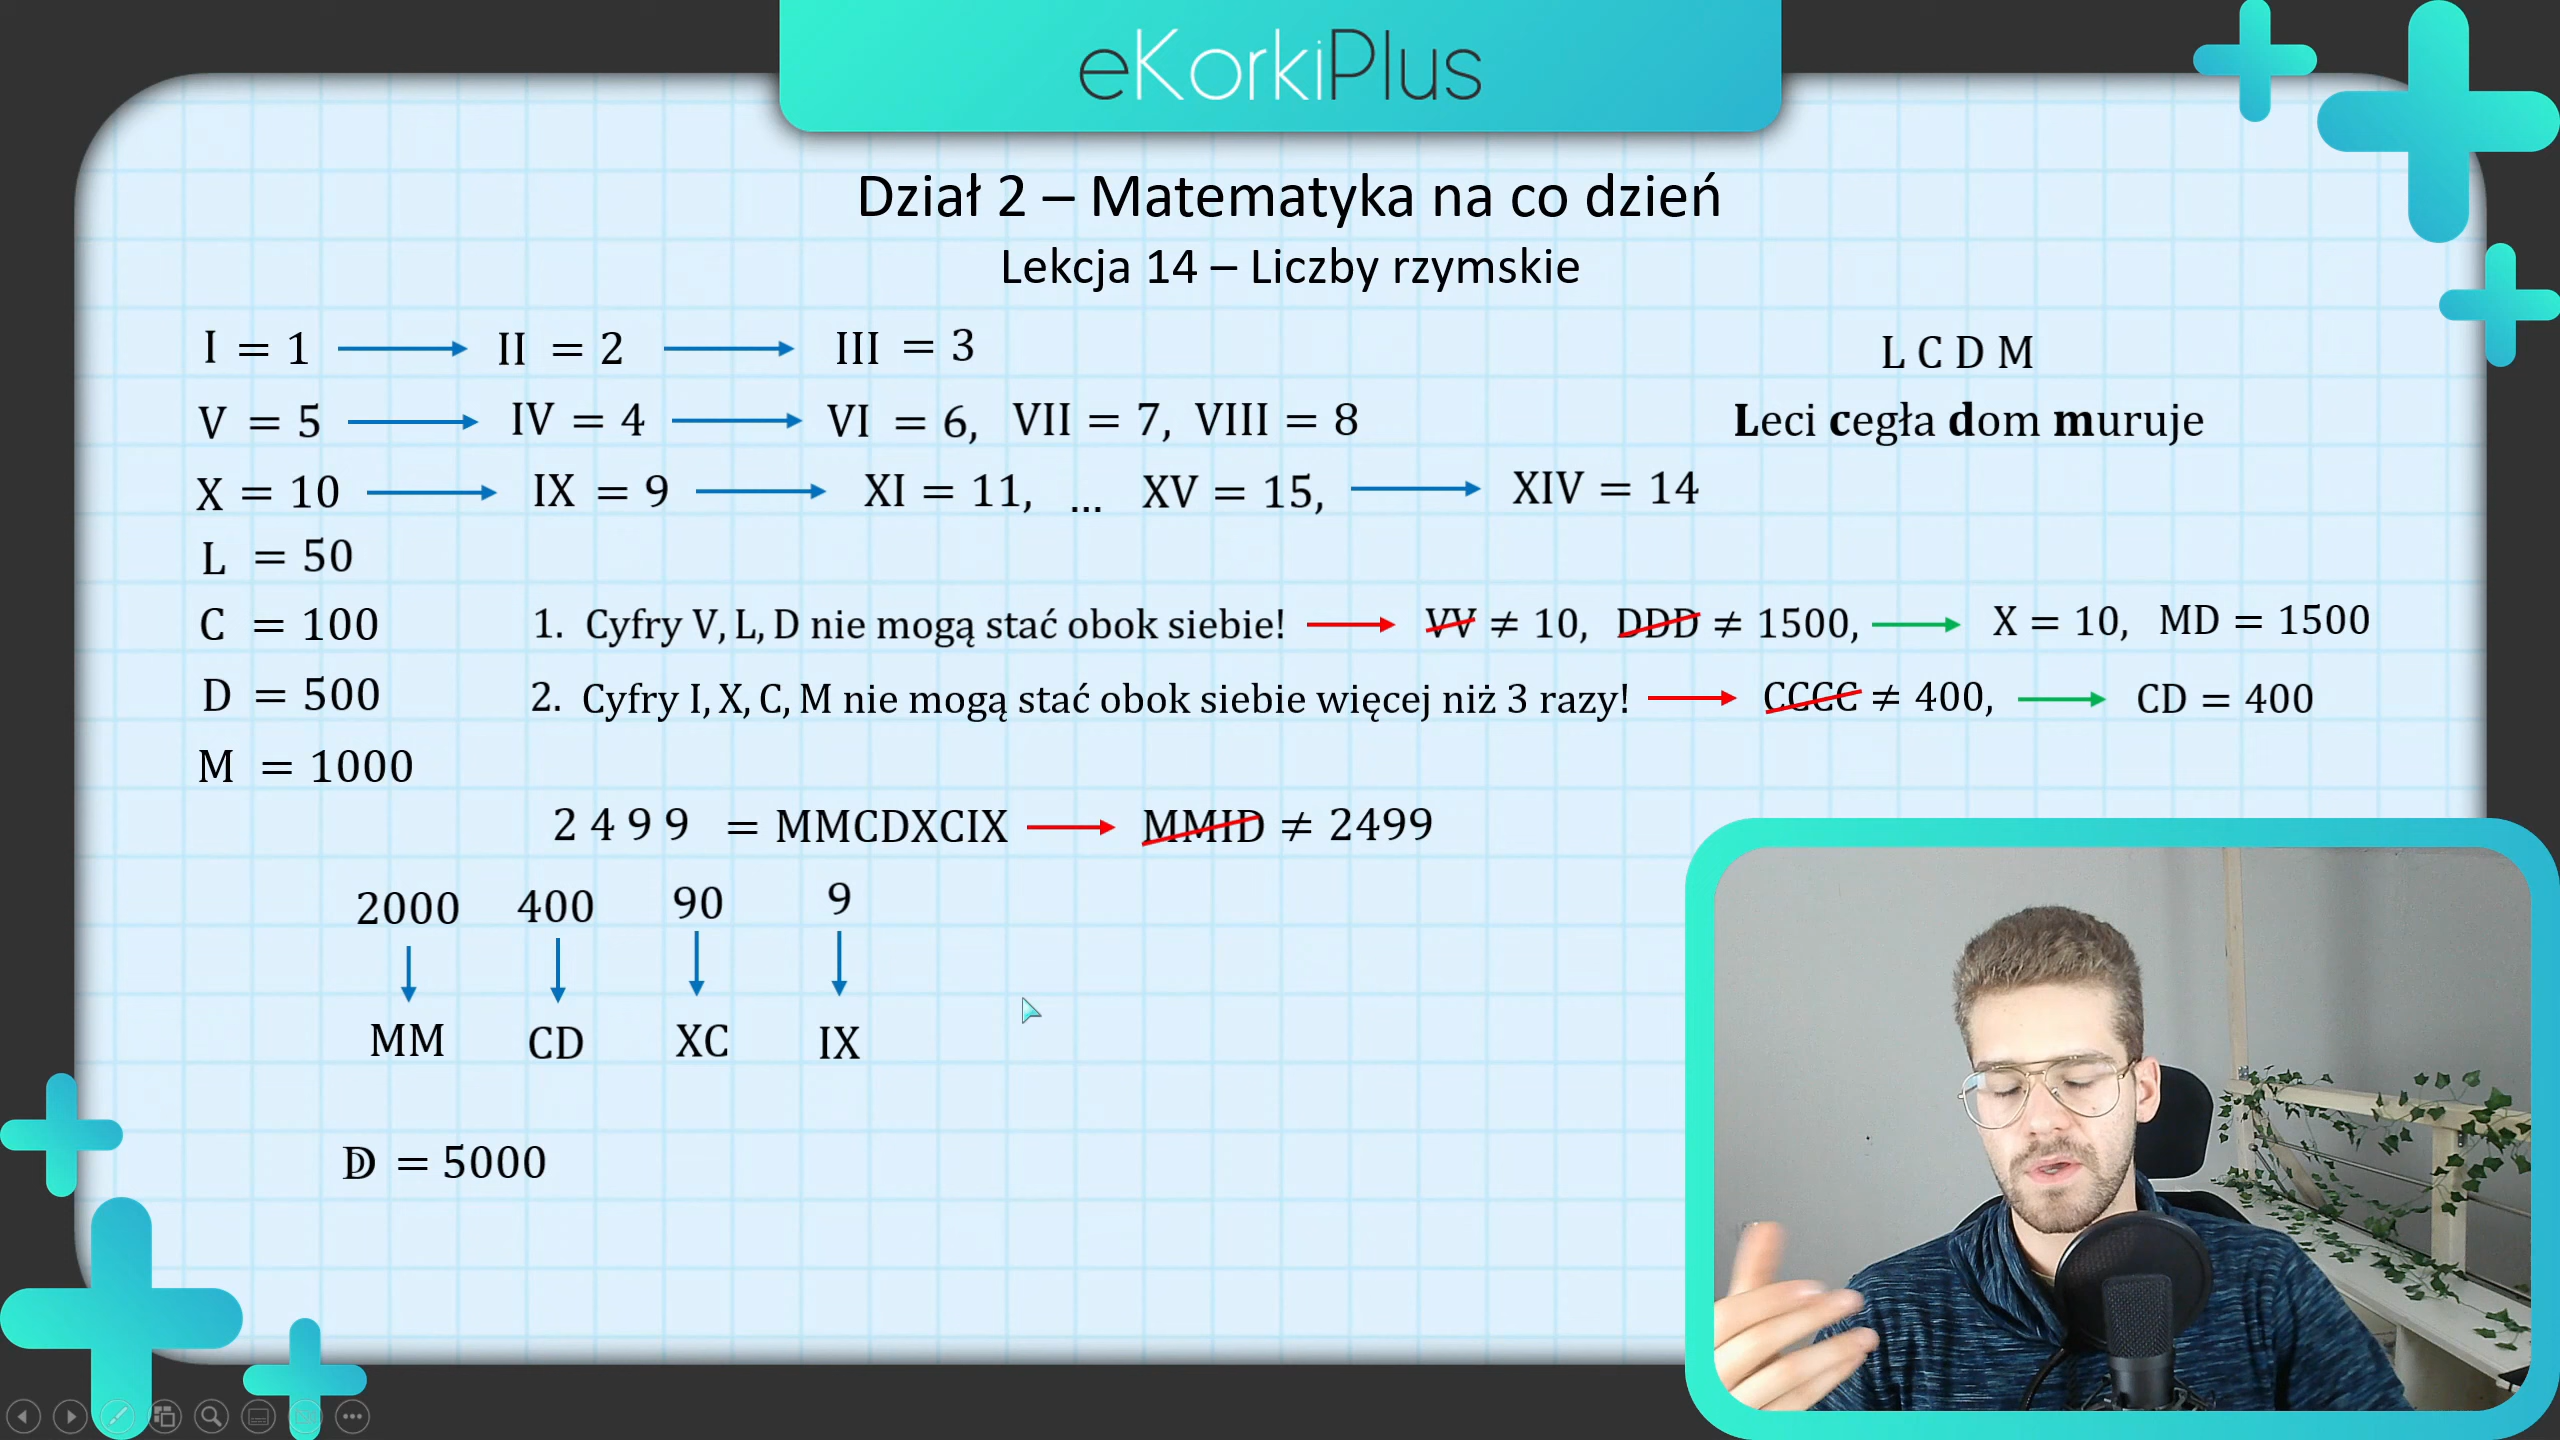 eKorkiPlus
Dział 2 – Matematyka na co dzień
Lekcja 14 – Liczby rzymskie
I = 1 → II = 2 → III = 3
L C D M
V = 5 → IV = 4 → VI = 6, VII = 7, VIII = 8
Leci cegła dom muruje
X = 10 → IX = 9 → XI = 11, ... XV = 15, → XIV = 14
L = 50
C = 100
1. Cyfry V, L, D nie mogą stać obok siebie! → VV ≠ 10, DDD ≠ 1500, → X = 10, MD = 1500
D = 500
2. Cyfry I, X, C, M nie mogą stać obok siebie więcej niż 3 razy! → CCCC ≠ 400, → CD = 400
M = 1000
2 4 9 9 = MMCDXCIX → MMID ≠ 2499
2000 400 90 9
MM CD XC IX
ↁ = 5000